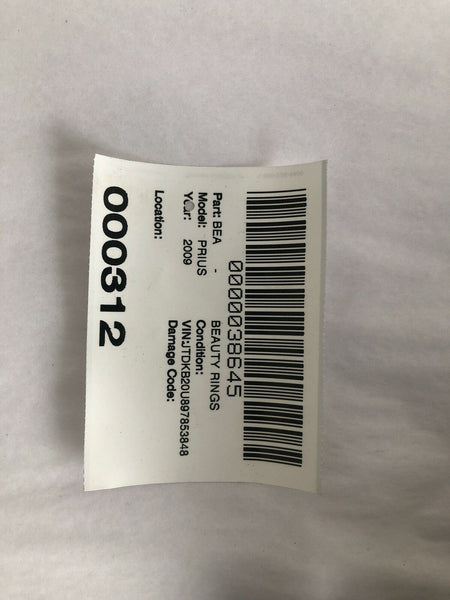 0000038645
Part: BEA - BEAUTY RINGS
Model: PRIUS Condition:
Year: 2009 VIN:JTDKB20U897853848
Damage Code:
Location:
000312